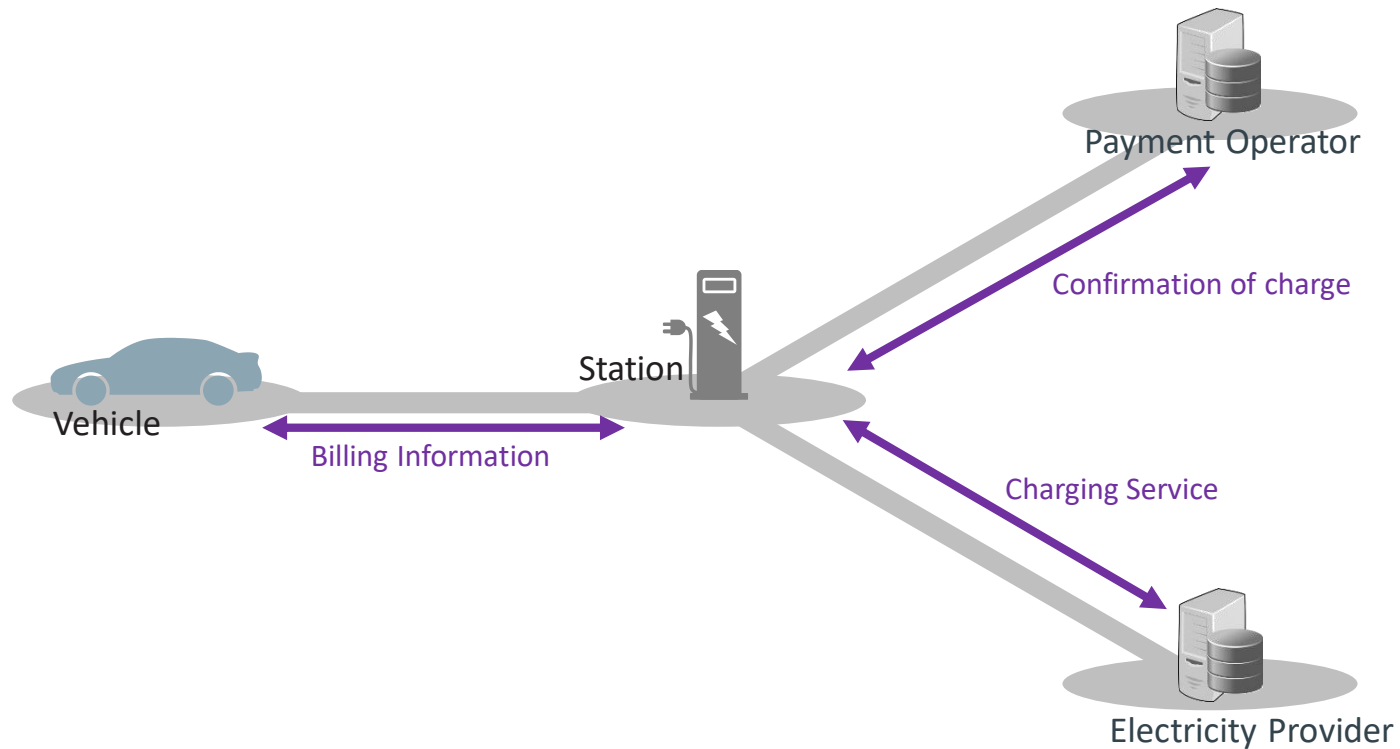 Payment Operator
Confirmation of charge
Station
Vehicle
Billing Information
Charging Service
Electricity Provider